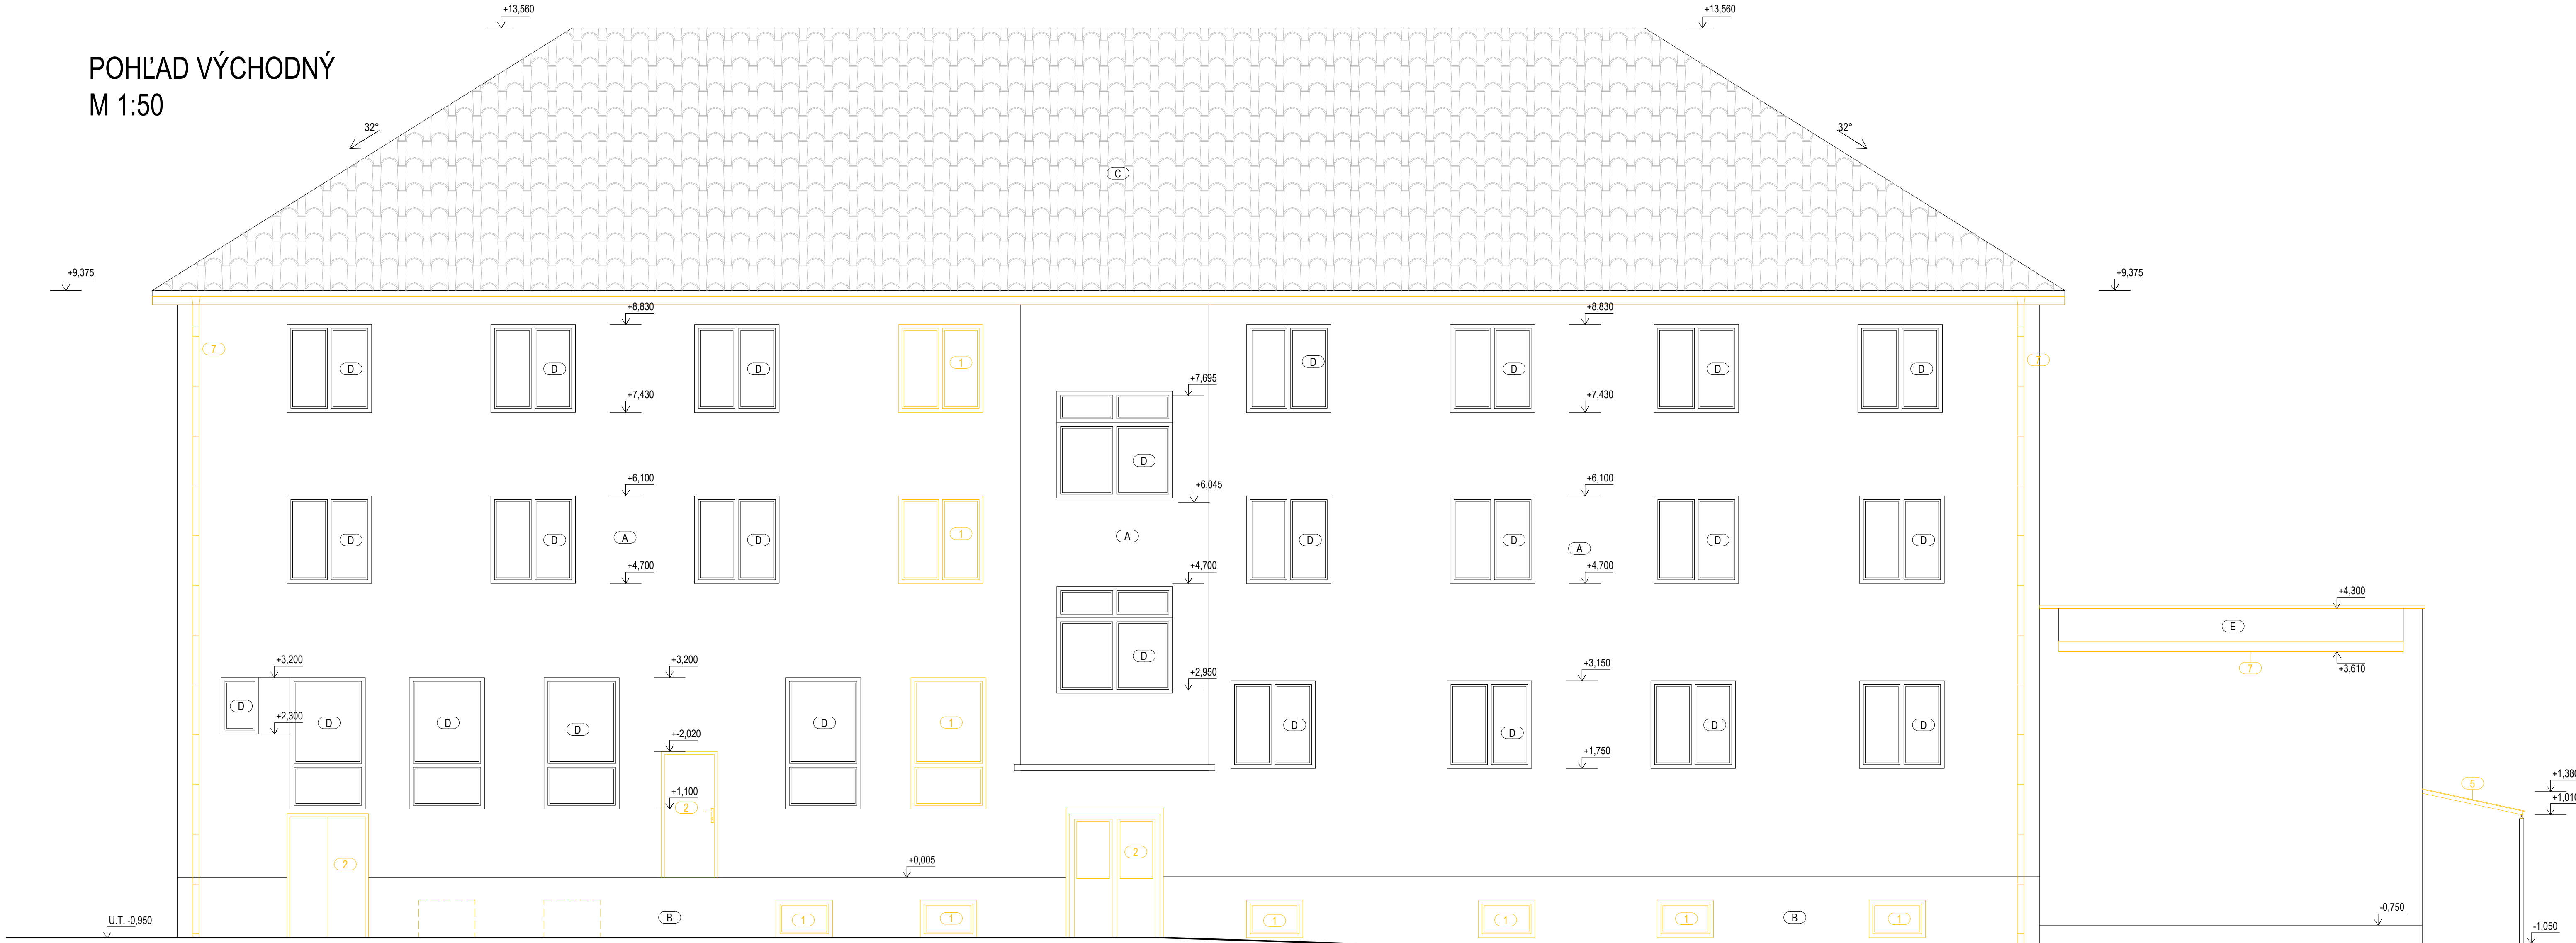 +13,560
+13,560
POHĽAD VÝCHODNÝ
M 1:50
32°
32°
C
+9,375
+9,375
+8,830
+8,830
7
D
D
D
1
D
D
D
D
7
+7,695
+7,430
+7,430
D
+6,100
+6,045
+6,100
D
A
D
D
1
A
D
D
A
D
D
+4,700
+4,700
+4,700
+4,300
E
+3,200
+3,200
D
+3,150
7
+3,610
+2,950
D
+2,300
D
D
D
D
1
D
D
D
D
+-2,020
+1,750
+1,380
5
+1,100
2
+1,010
2
2
+0,005
U.T. -0,950
B
1
1
1
1
1
B
1
-0,750
-1,050